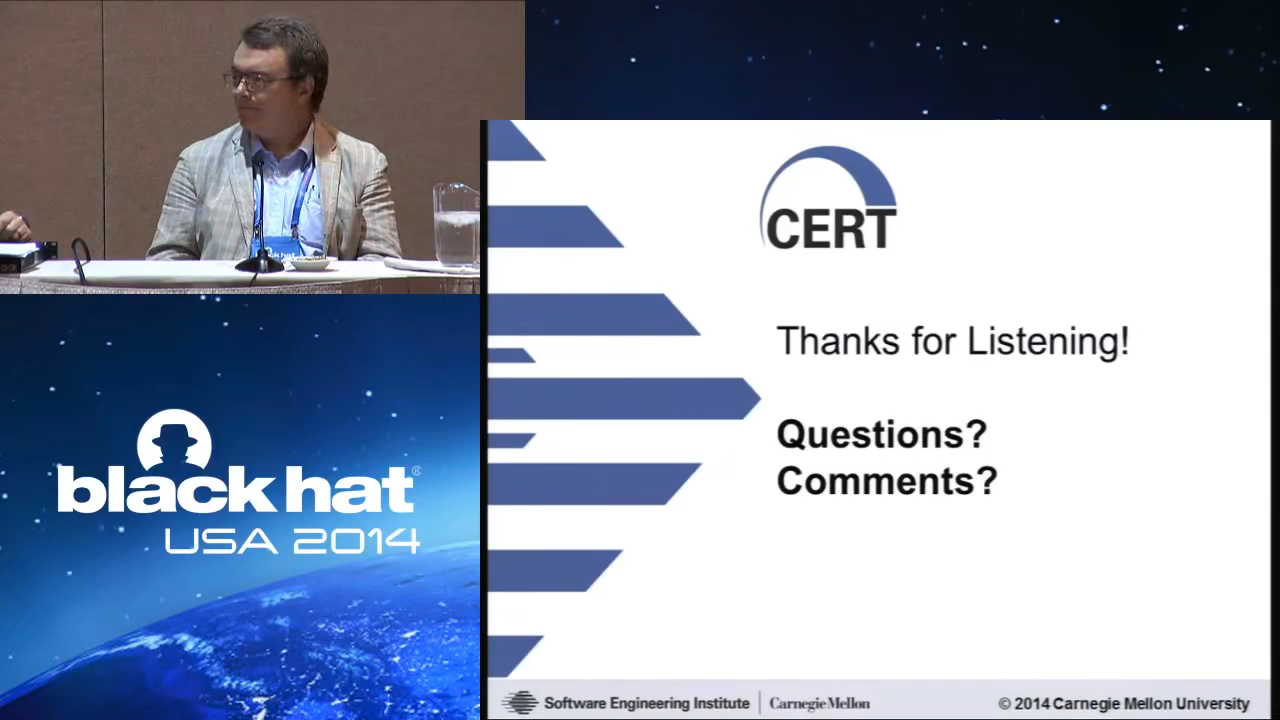 black hat®
USA 2014
CERT
Thanks for Listening!
Questions?
Comments?
Software Engineering Institute
Carnegie Mellon
© 2014 Carnegie Mellon University